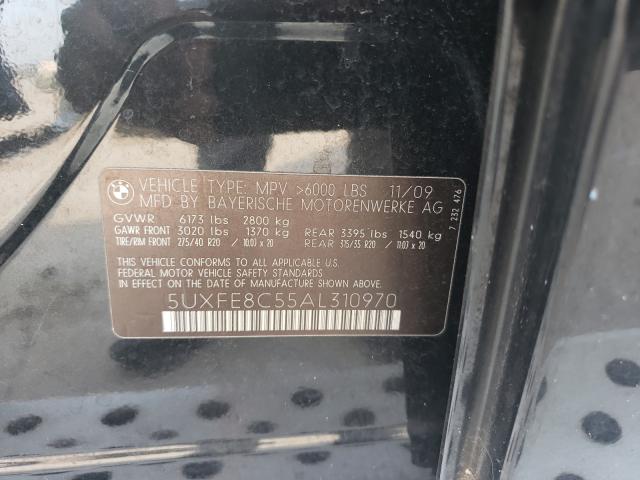 VEHICLE TYPE: MPV >6000 LBS 11/09
MFD BY BAYERISCHE MOTORENWERKE AG
GVWR 6173 lbs 2800 kg
GAWR FRONT 3020 lbs 1370 kg REAR 3395 lbs 1540 kg
TIRE/RIM FRONT 275/40 R20 / 10.0J x 20 REAR 315/35 R20 / 11.0J x 20
THIS VEHICLE CONFORMS TO ALL APPLICABLE U.S.
FEDERAL MOTOR VEHICLE SAFETY STANDARDS
IN EFFECT ON THE DATE OF MANUFACTURE SHOWN ABOVE.
5UXFE8C55AL310970
7 232 476